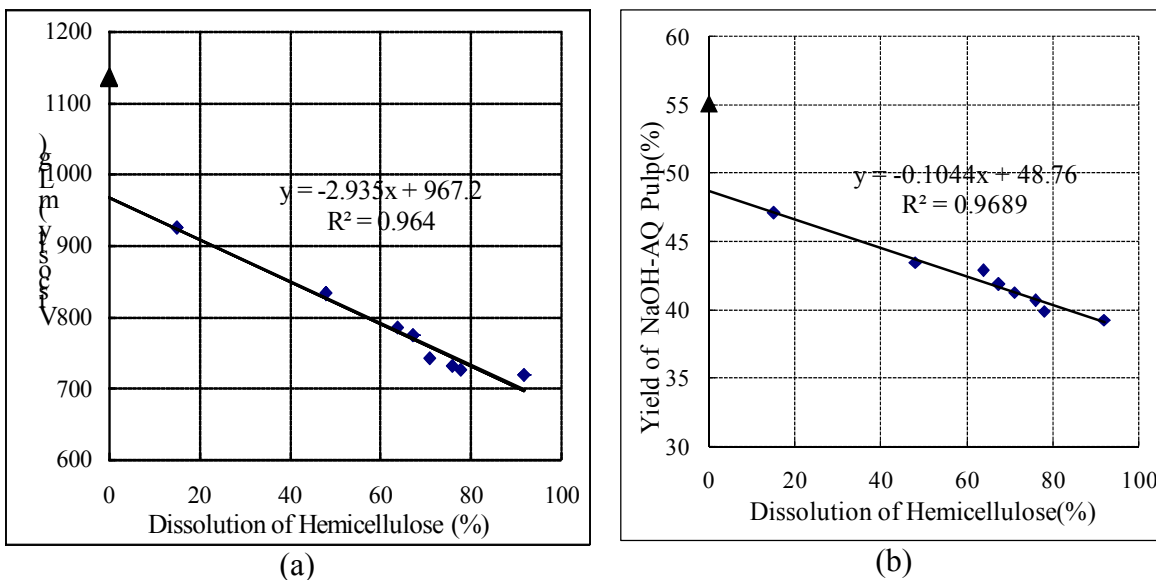 1200
1100
1000
900
800
700
600
Viscosity (mL/g)
y = -2.935x + 967.2
R² = 0.964
0 20 40 60 80 100
Dissolution of Hemicellulose (%)
(a)
60
55
50
45
40
35
30
Yield of NaOH-AQ Pulp(%)
y = -0.1044x + 48.76
R² = 0.9689
0 20 40 60 80 100
Dissolution of Hemicellulose(%)
(b)